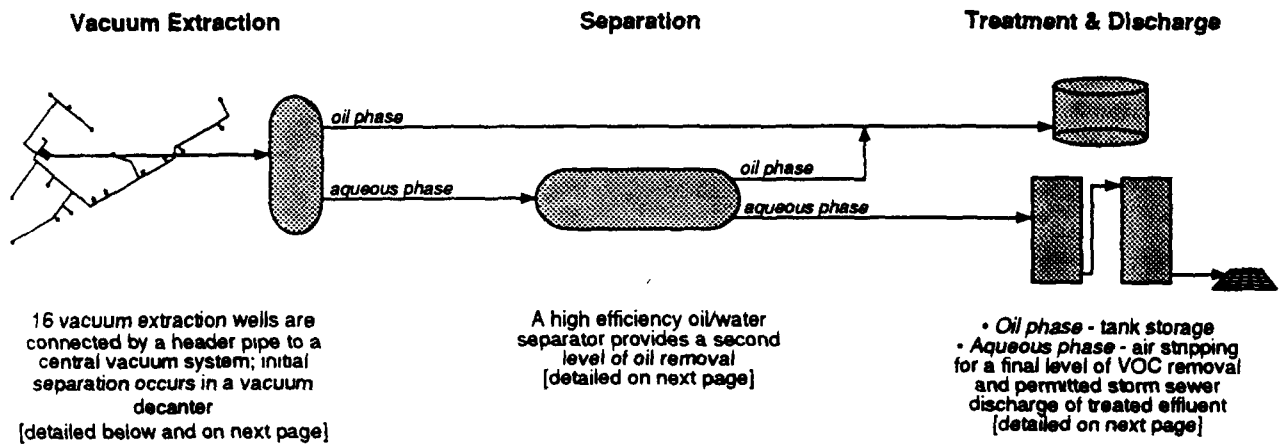 Vacuum Extraction
Separation
Treatment & Discharge
oil phase
aqueous phase
oil phase
aqueous phase
16 vacuum extraction wells are
connected by a header pipe to a
central vacuum system; initial
separation occurs in a vacuum
decanter
[detailed below and on next page]
A high efficiency oil/water
separator provides a second
level of oil removal
[detailed on next page]
• Oil phase - tank storage
• Aqueous phase - air stripping
for a final level of VOC removal
and permitted storm sewer
discharge of treated effluent
[detailed on next page]